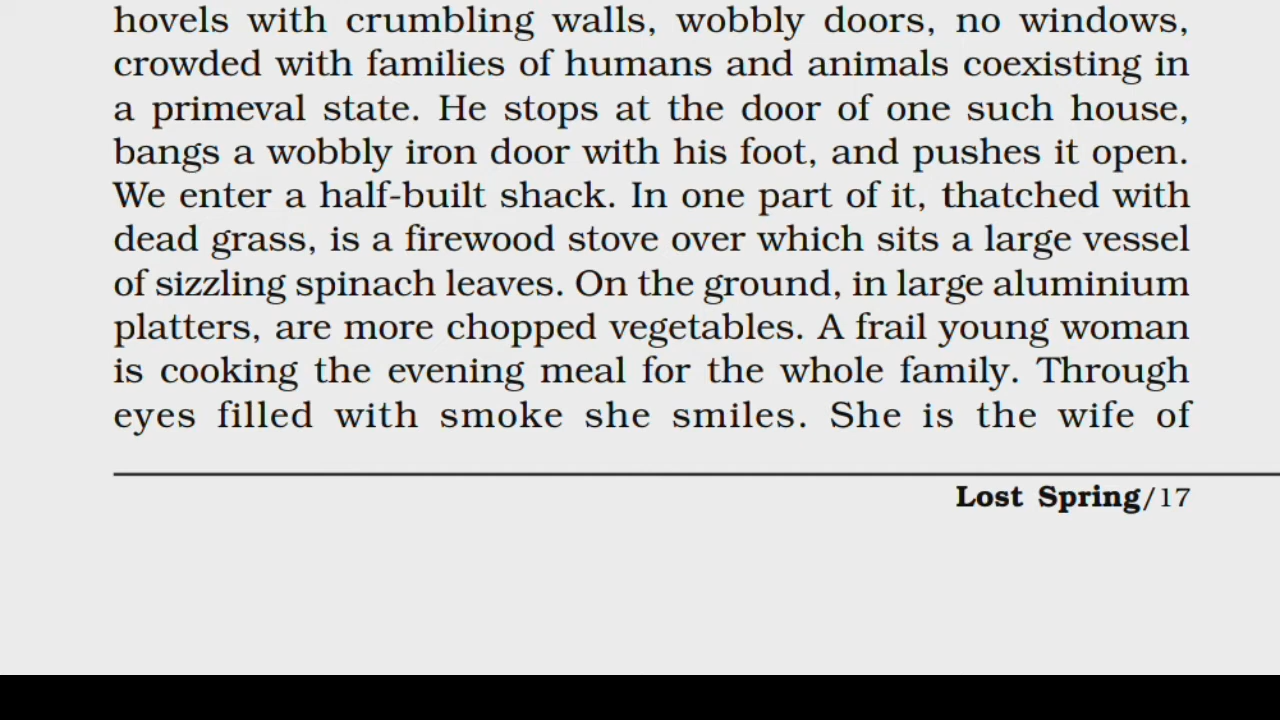 hovels with crumbling walls, wobbly doors, no windows,
crowded with families of humans and animals coexisting in
a primeval state. He stops at the door of one such house,
bangs a wobbly iron door with his foot, and pushes it open.
We enter a half-built shack. In one part of it, thatched with
dead grass, is a firewood stove over which sits a large vessel
of sizzling spinach leaves. On the ground, in large aluminium
platters, are more chopped vegetables. A frail young woman
is cooking the evening meal for the whole family. Through
eyes filled with smoke she smiles. She is the wife of
Lost Spring/17